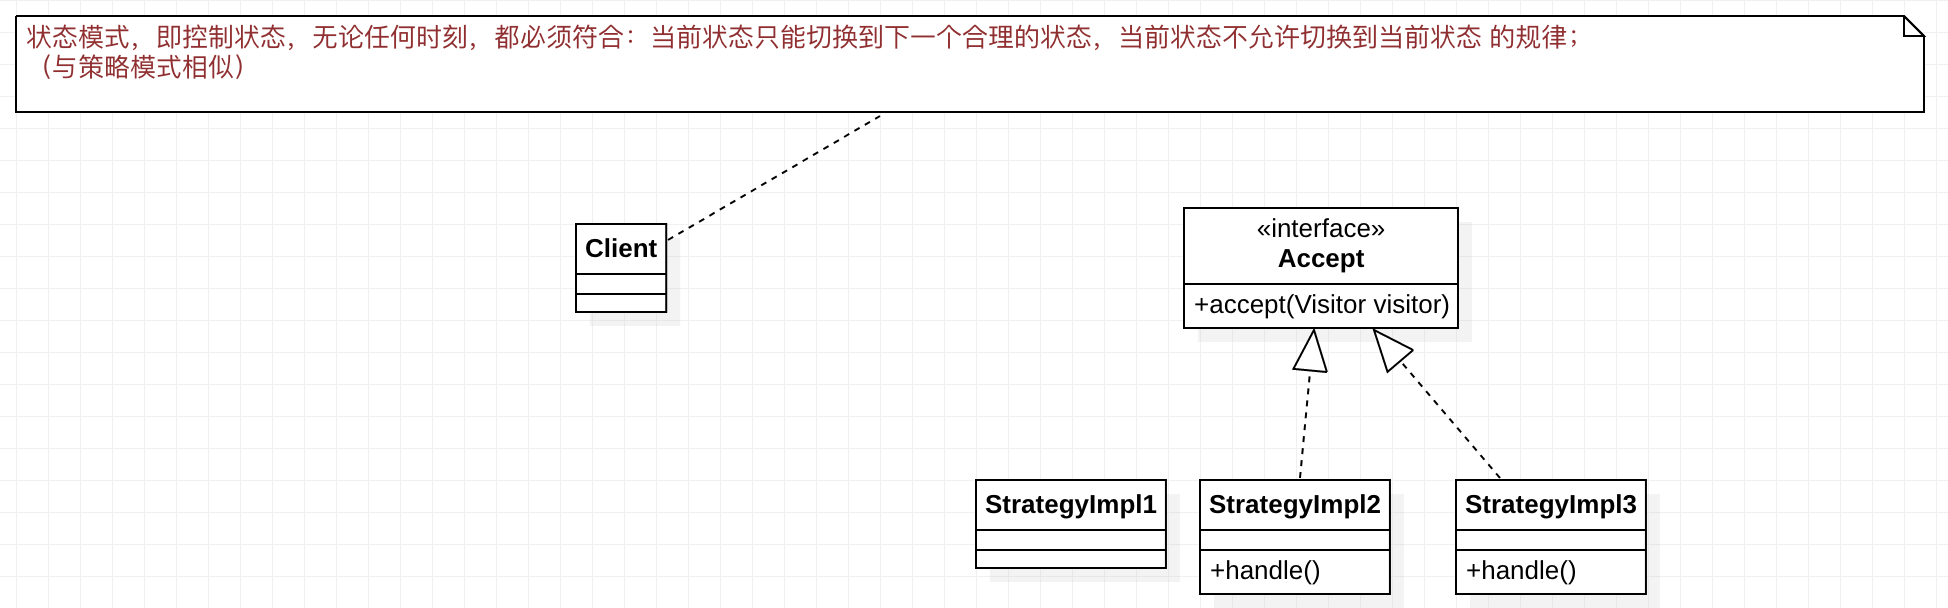 状态模式，即控制状态，无论任何时刻，都必须符合：当前状态只能切换到下一个合理的状态，当前状态不允许切换到当前状态 的规律；
（与策略模式相似）
Client
«interface»
Accept
+accept(Visitor visitor)
StrategyImpl1
StrategyImpl2
+handle()
StrategyImpl3
+handle()